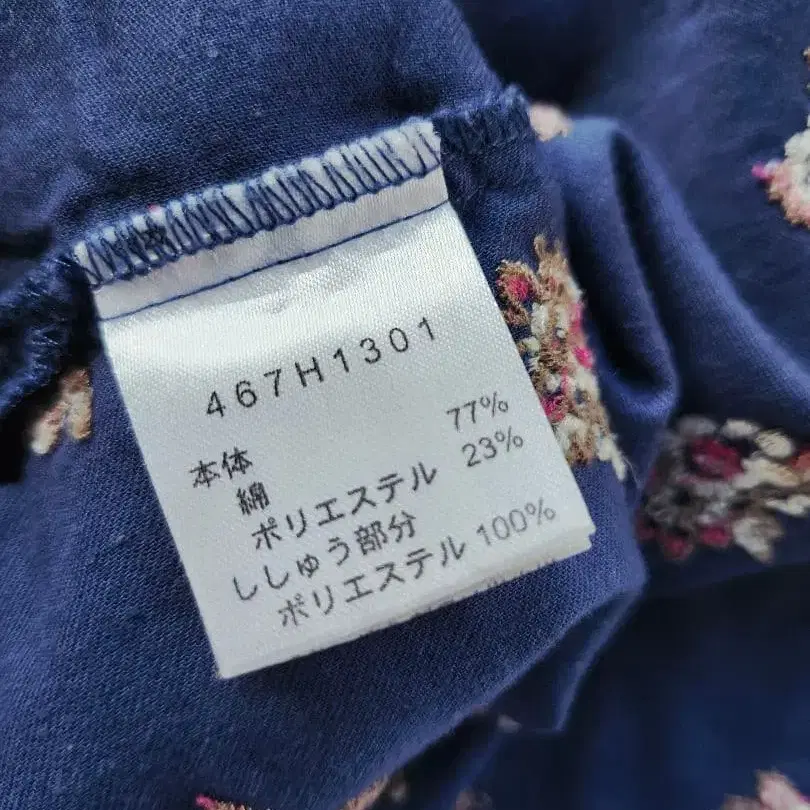 467H1301
本体
綿 77%
ポリエステル 23%
ししゅう部分
ポリエステル 100%